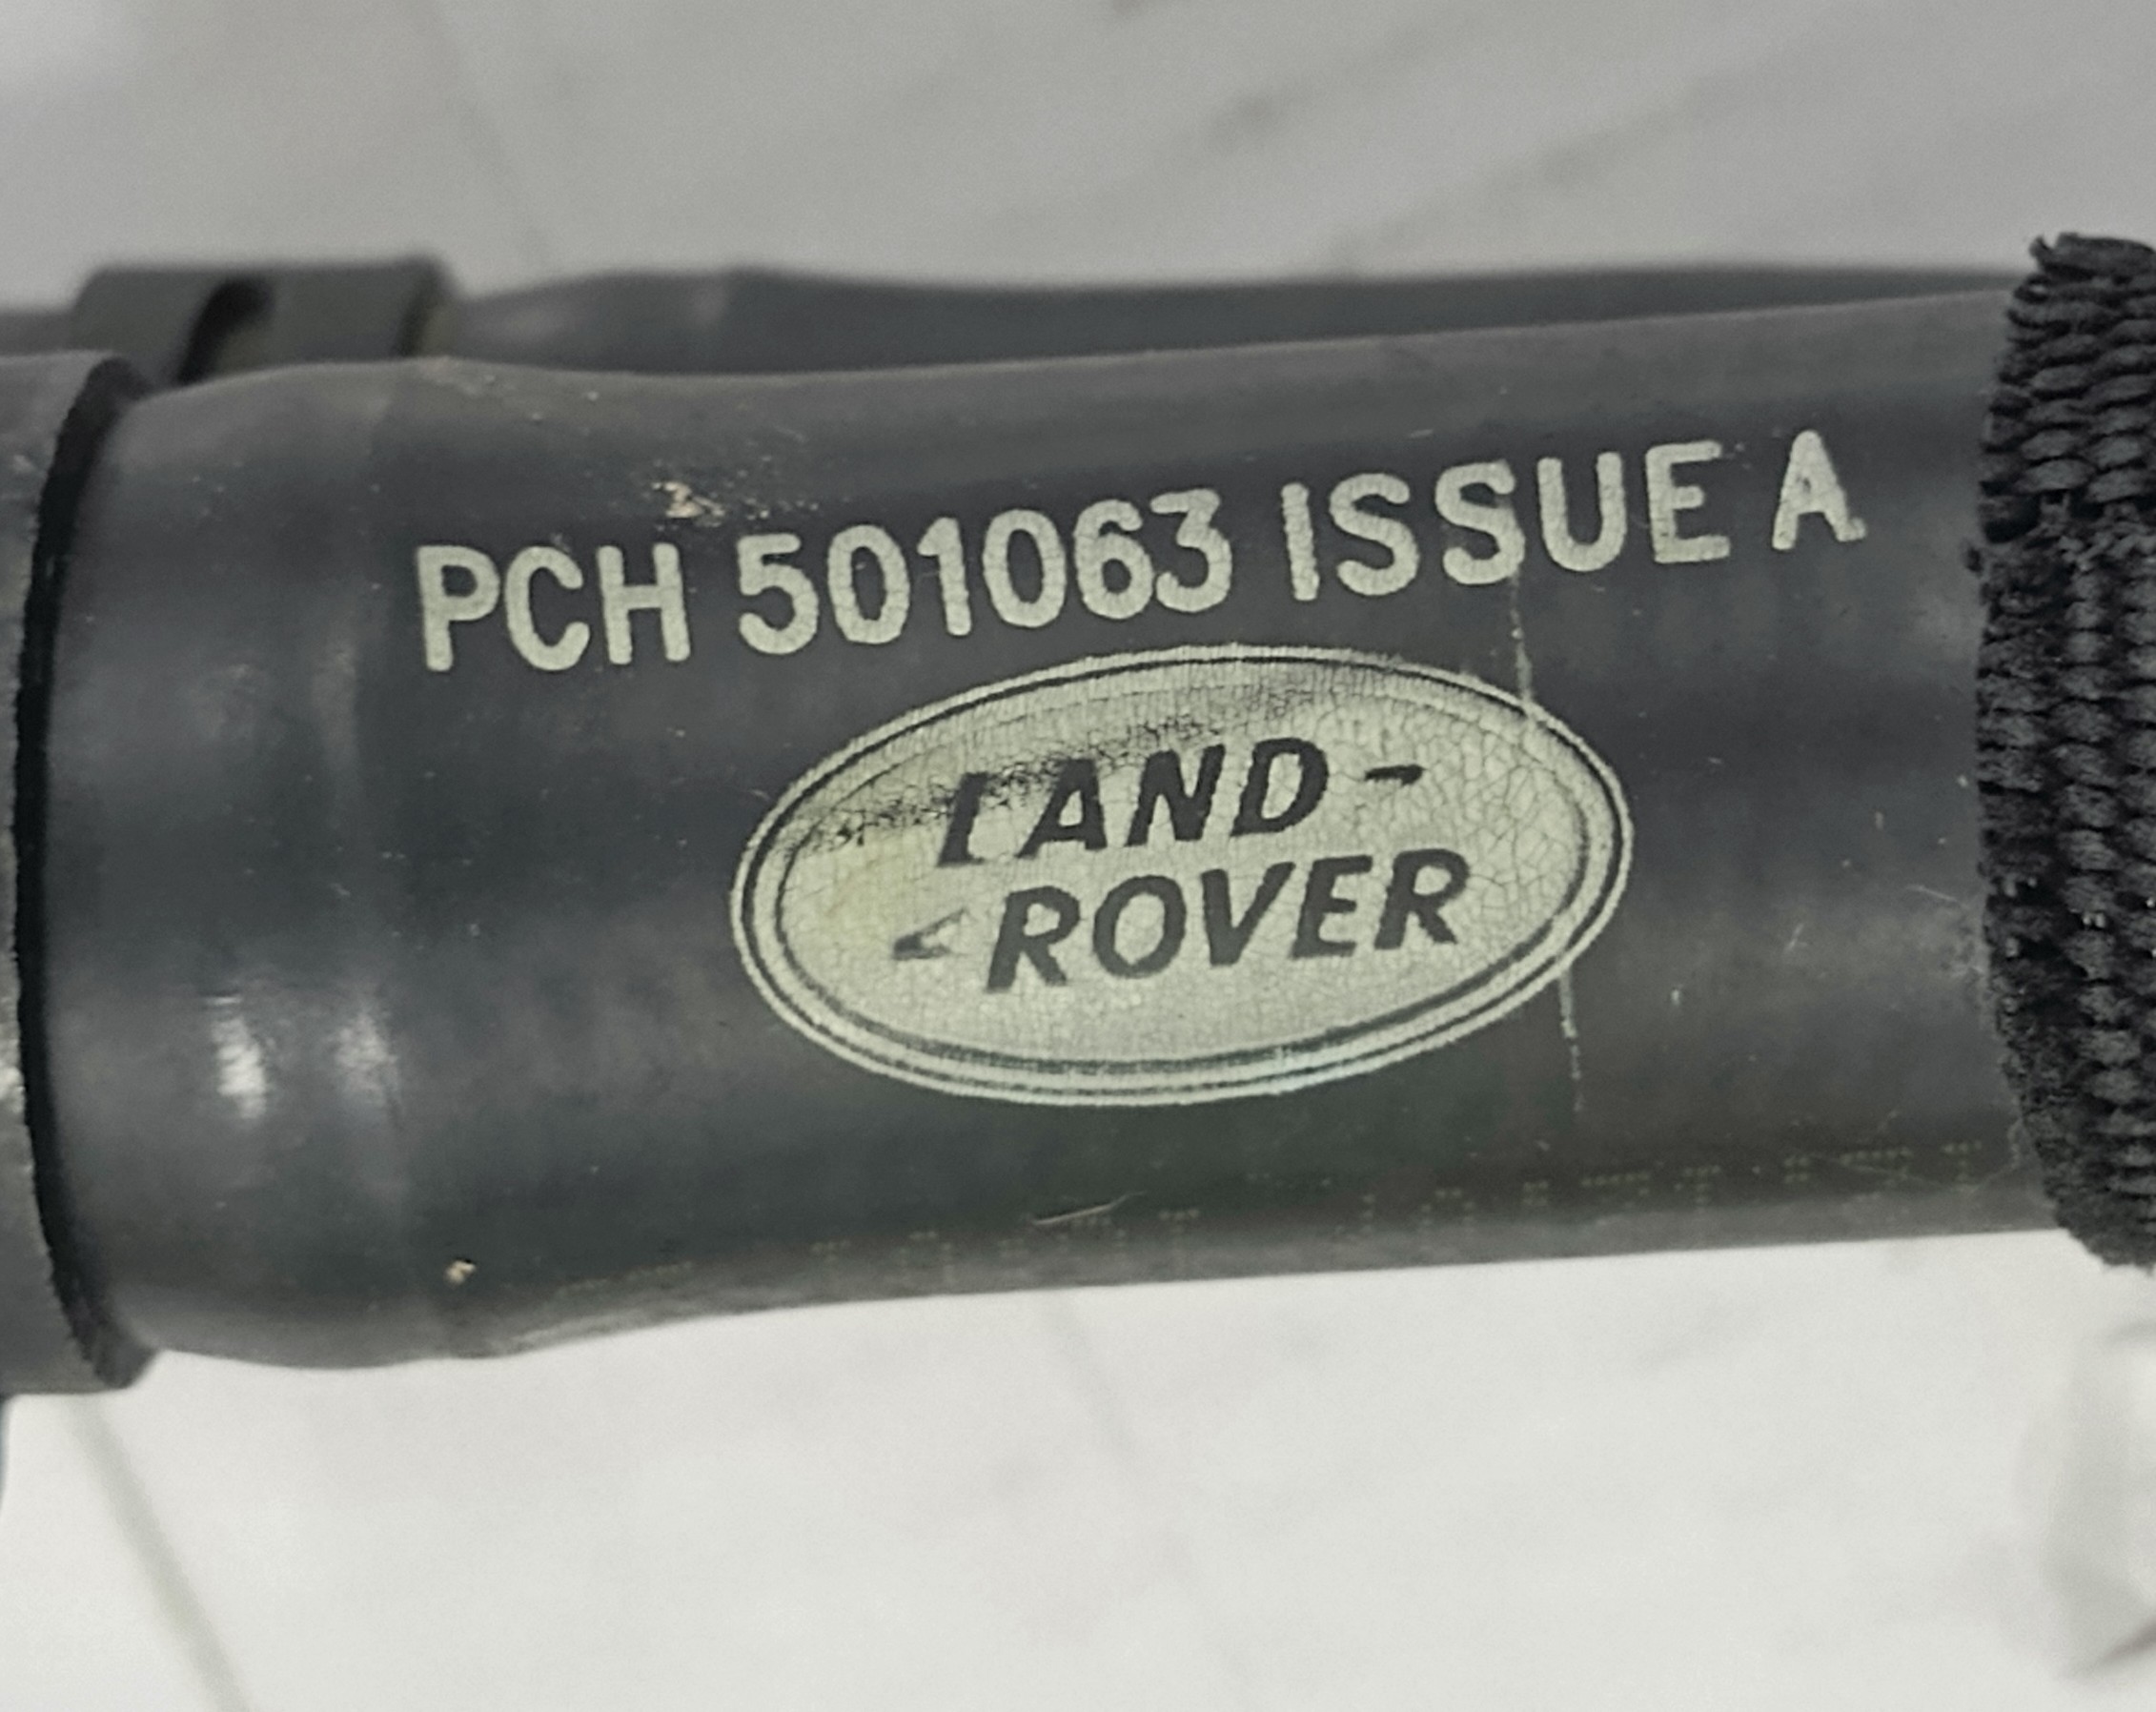 PCH 501063 ISSUE A
LAND-
-ROVER